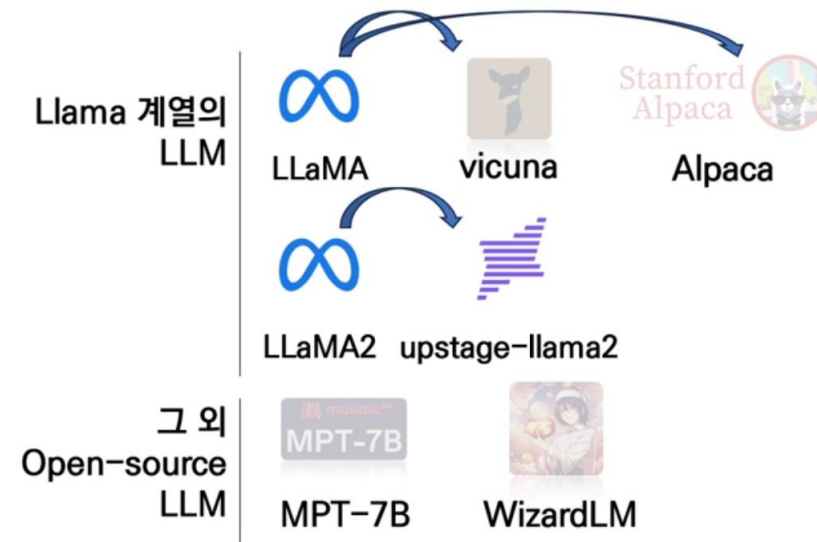 Llama 계열의
LLM
Stanford
Alpaca
LLaMA
vicuna
Alpaca
LLaMA2
upstage-llama2
그 외
Open-source
LLM
mosaic
MPT-7B
MPT-7B
WizardLM